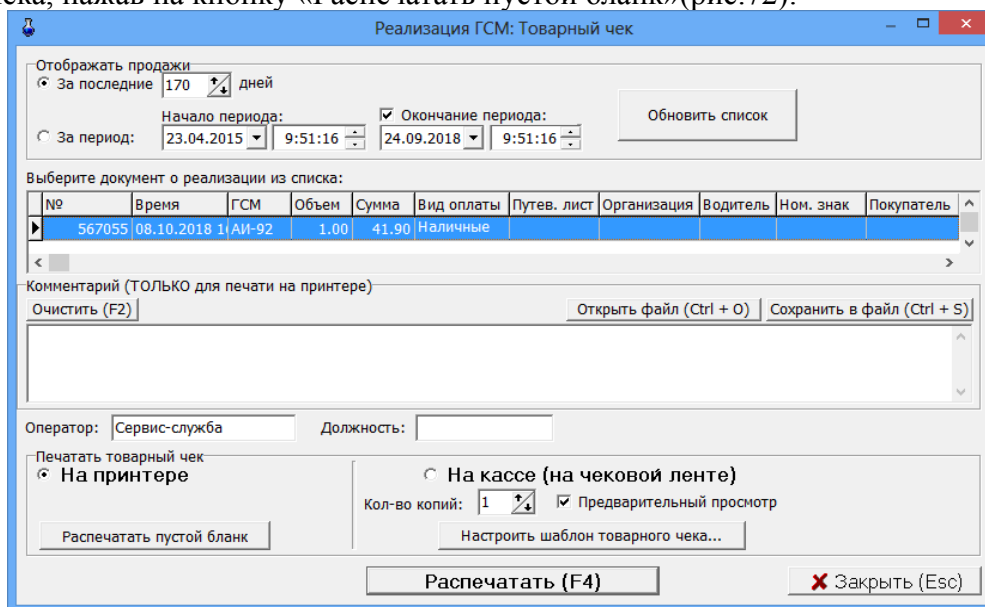 нажав на кнопку «Распечатать пустой бланк»(рис.72).
Реализация ГСМ: Товарный чек
Отображать продажи
За последние 170 дней
Начало периода: Окончание периода:
За период: 23.04.2015 9:51:16 24.09.2018 9:51:16
Обновить список
Выберите документ о реализации из списка:
№ Время ГСМ Объем Сумма Вид оплаты Путев. лист Организация Водитель Ном. знак Покупатель
567055 08.10.2018 1 АИ-92 1.00 41.90 Наличные
Комментарий (ТОЛЬКО для печати на принтере)
Очистить (F2) Открыть файл (Ctrl + O) Сохранить в файл (Ctrl + S)
Оператор: Сервис-служба Должность:
Печатать товарный чек
На принтере На кассе (на чековой ленте)
Кол-во копий: 1 Предварительный просмотр
Распечатать пустой бланк Настроить шаблон товарного чека...
Распечатать (F4) Закрыть (Esc)